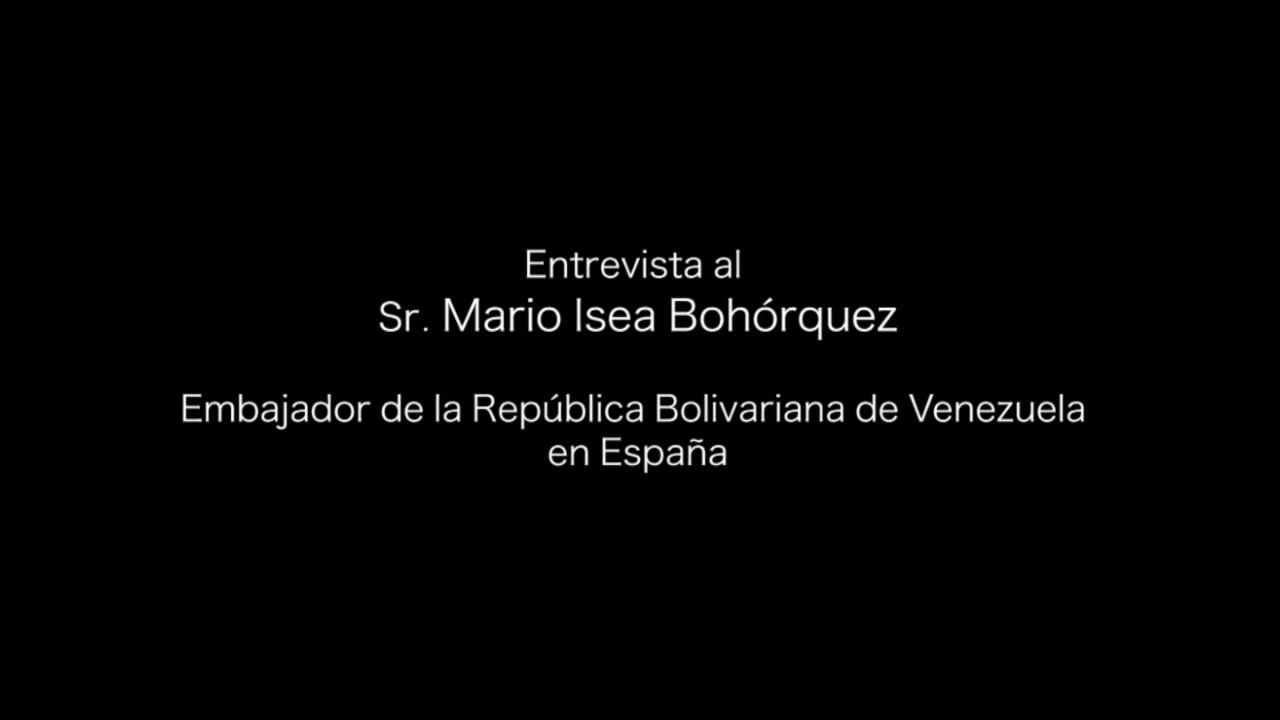 Entrevista al
Sr. Mario Isea Bohórquez
Embajador de la República Bolivariana de Venezuela
en España